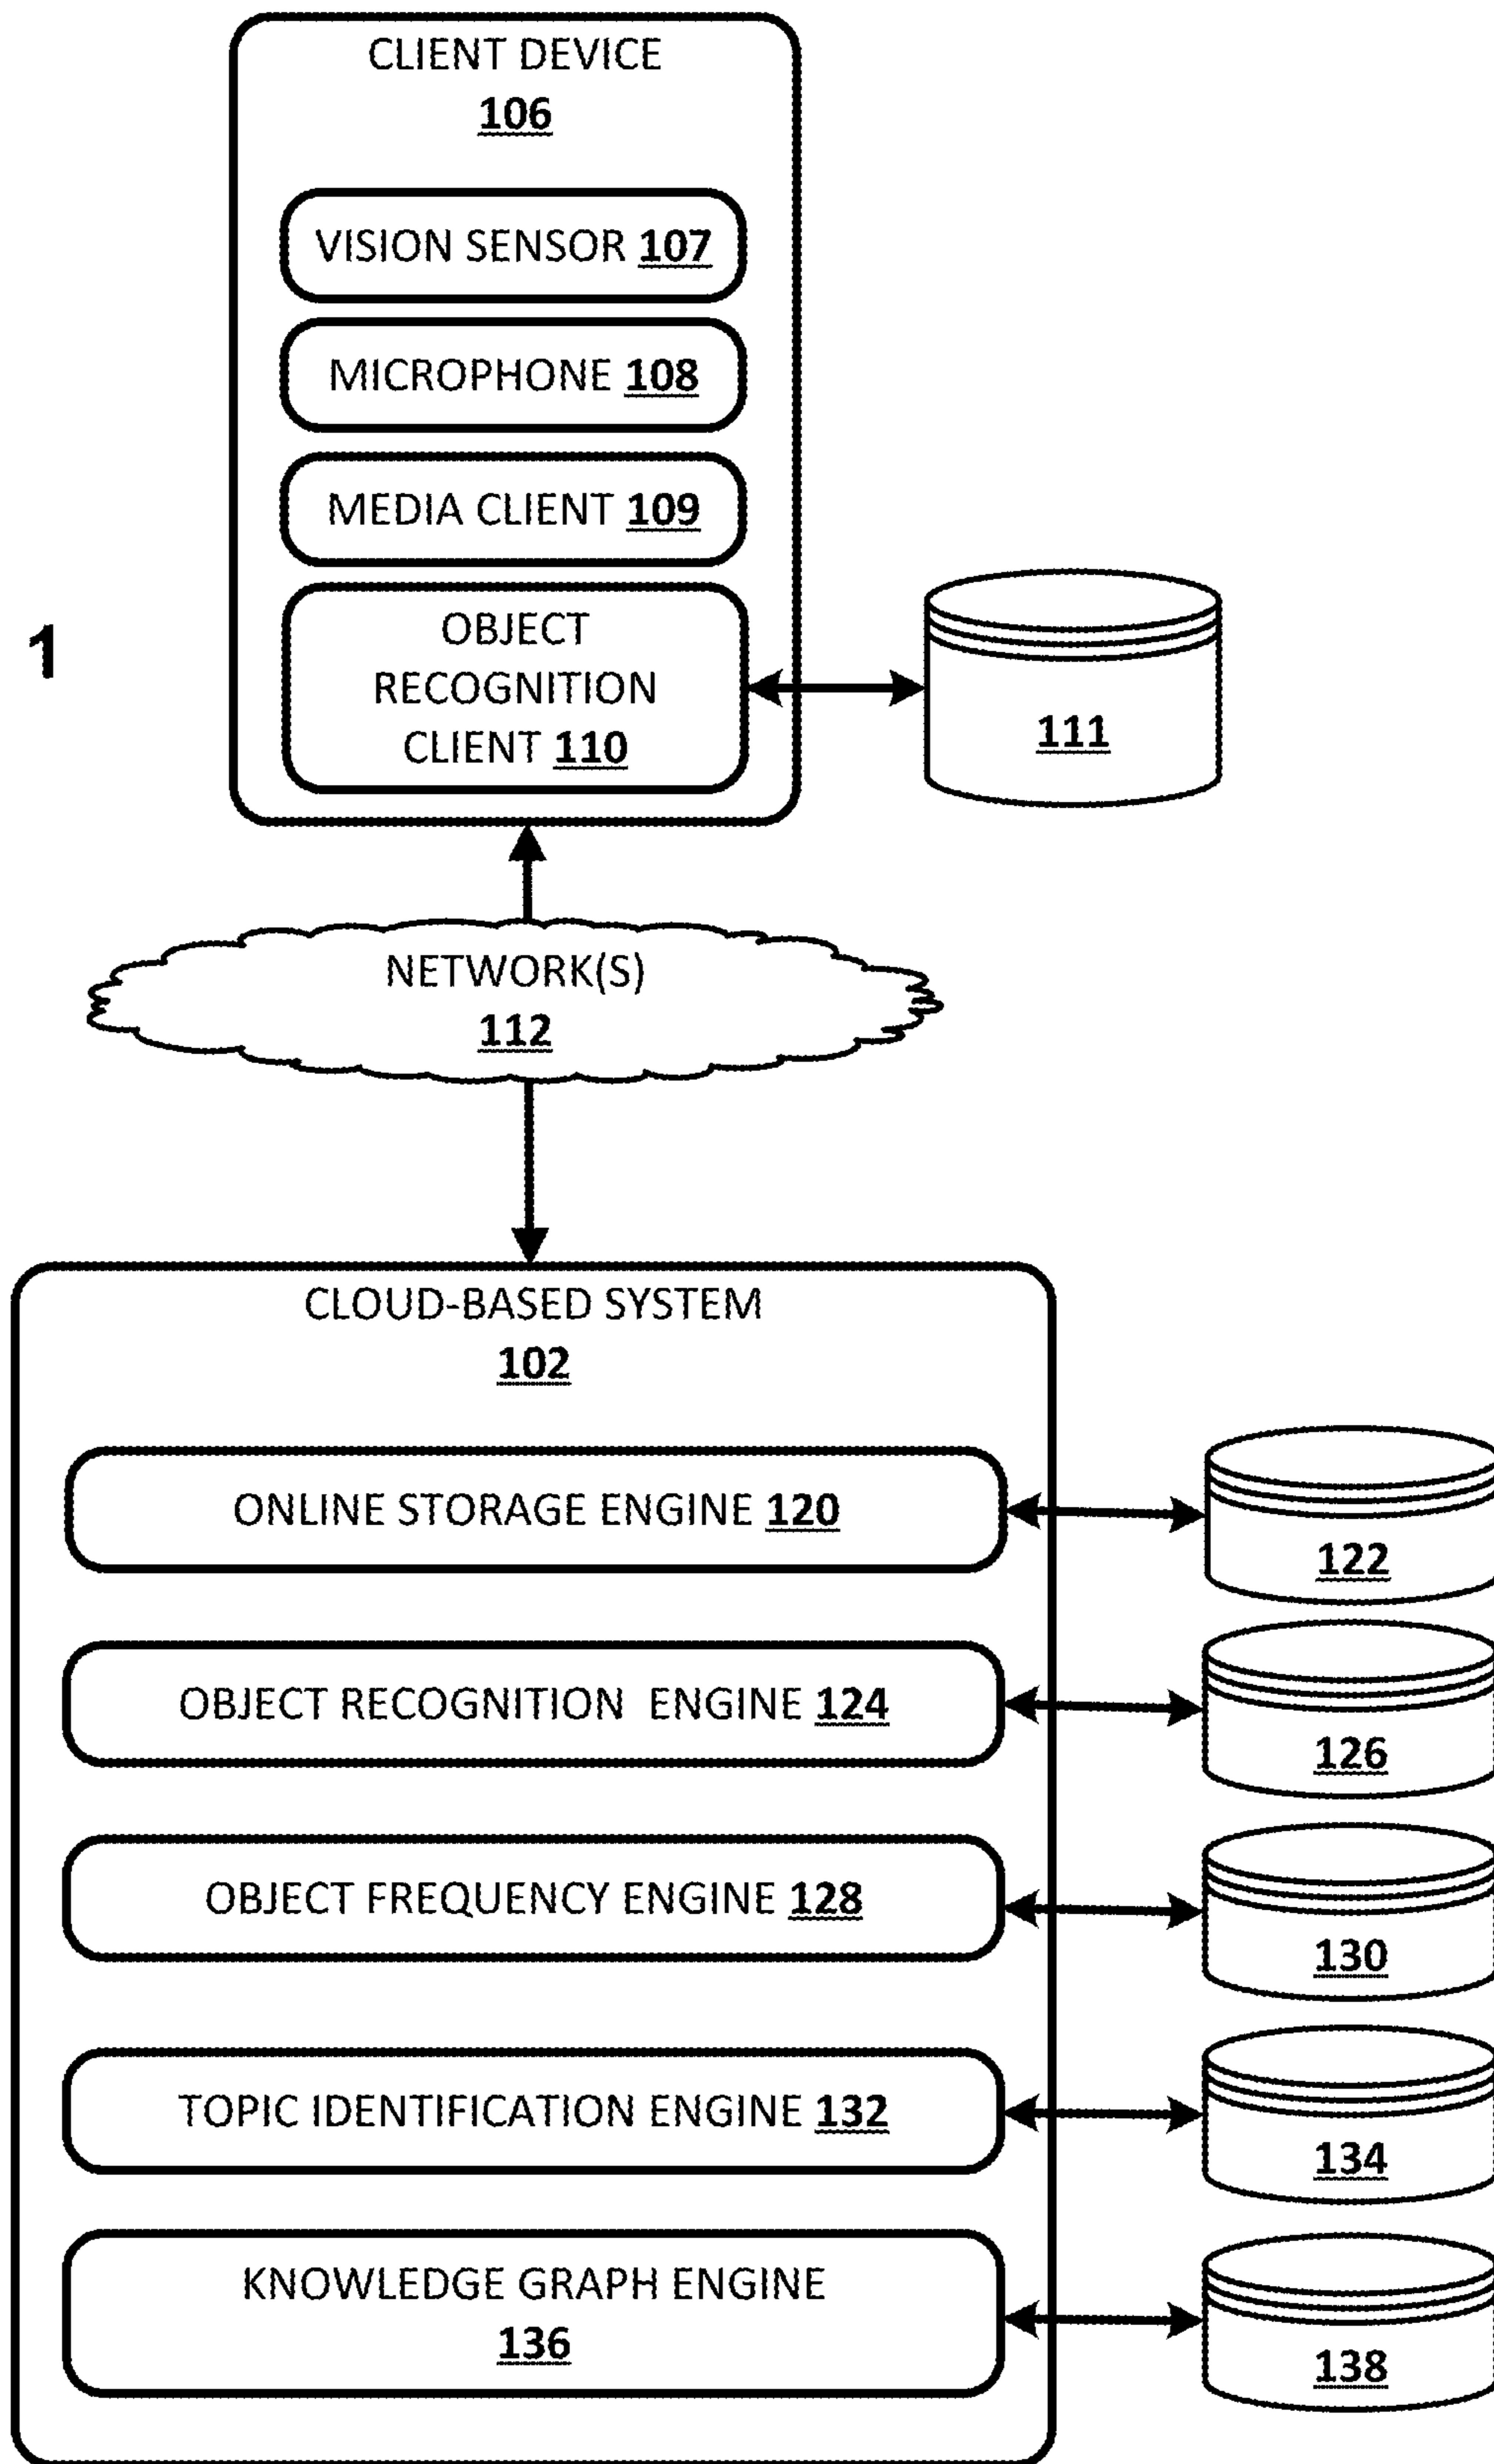 CLIENT DEVICE
106
VISION SENSOR 107
MICROPHONE 108
MEDIA CLIENT 109
OBJECT
RECOGNITION
CLIENT 110
111
1
NETWORK(S)
112
CLOUD-BASED SYSTEM
102
ONLINE STORAGE ENGINE 120
122
OBJECT RECOGNITION ENGINE 124
126
OBJECT FREQUENCY ENGINE 128
130
TOPIC IDENTIFICATION ENGINE 132
134
KNOWLEDGE GRAPH ENGINE
136
138